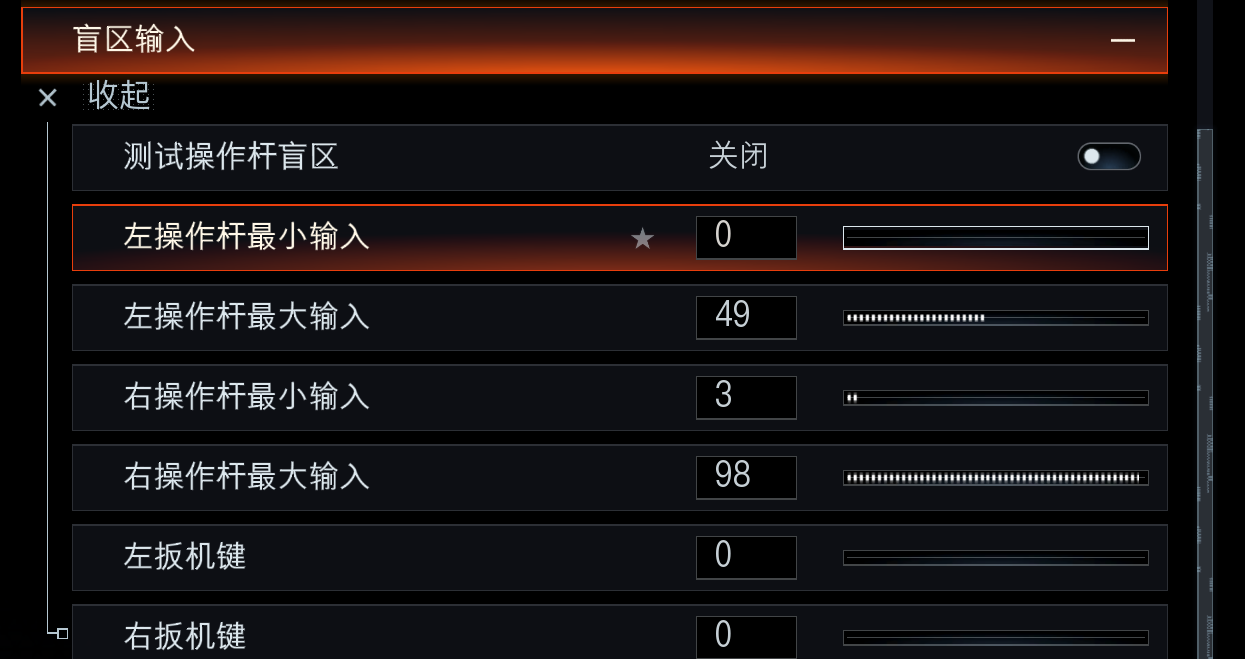 盲区输入
收起
测试操作杆盲区 关闭
左操作杆最小输入 0
左操作杆最大输入 49
右操作杆最小输入 3
右操作杆最大输入 98
左扳机键 0
右扳机键 0